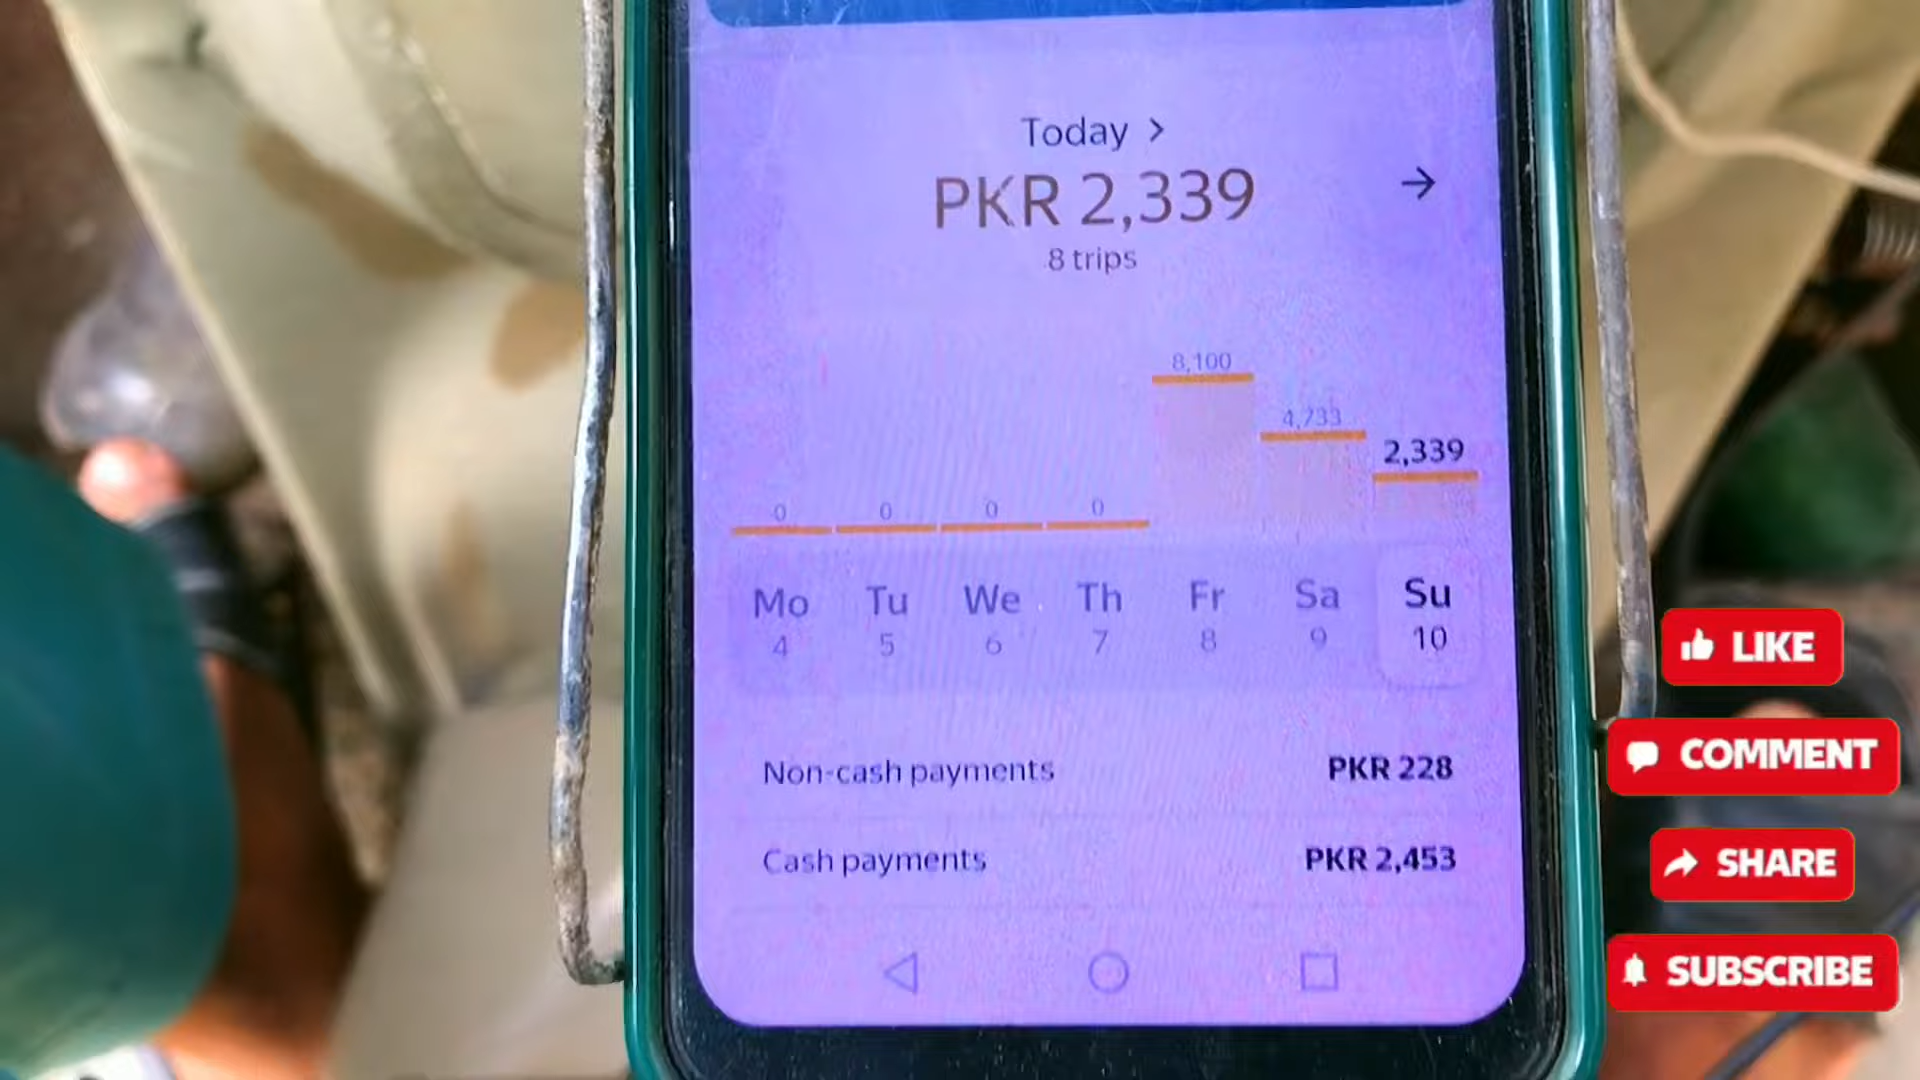 Today >
PKR 2,339
8 trips
8,100
4,733
2,339
0 0 0 0
Mo Tu We Th Fr Sa Su
4 5 6 7 8 9 10
Non-cash payments PKR 228
Cash payments PKR 2,453
LIKE
COMMENT
SHARE
SUBSCRIBE